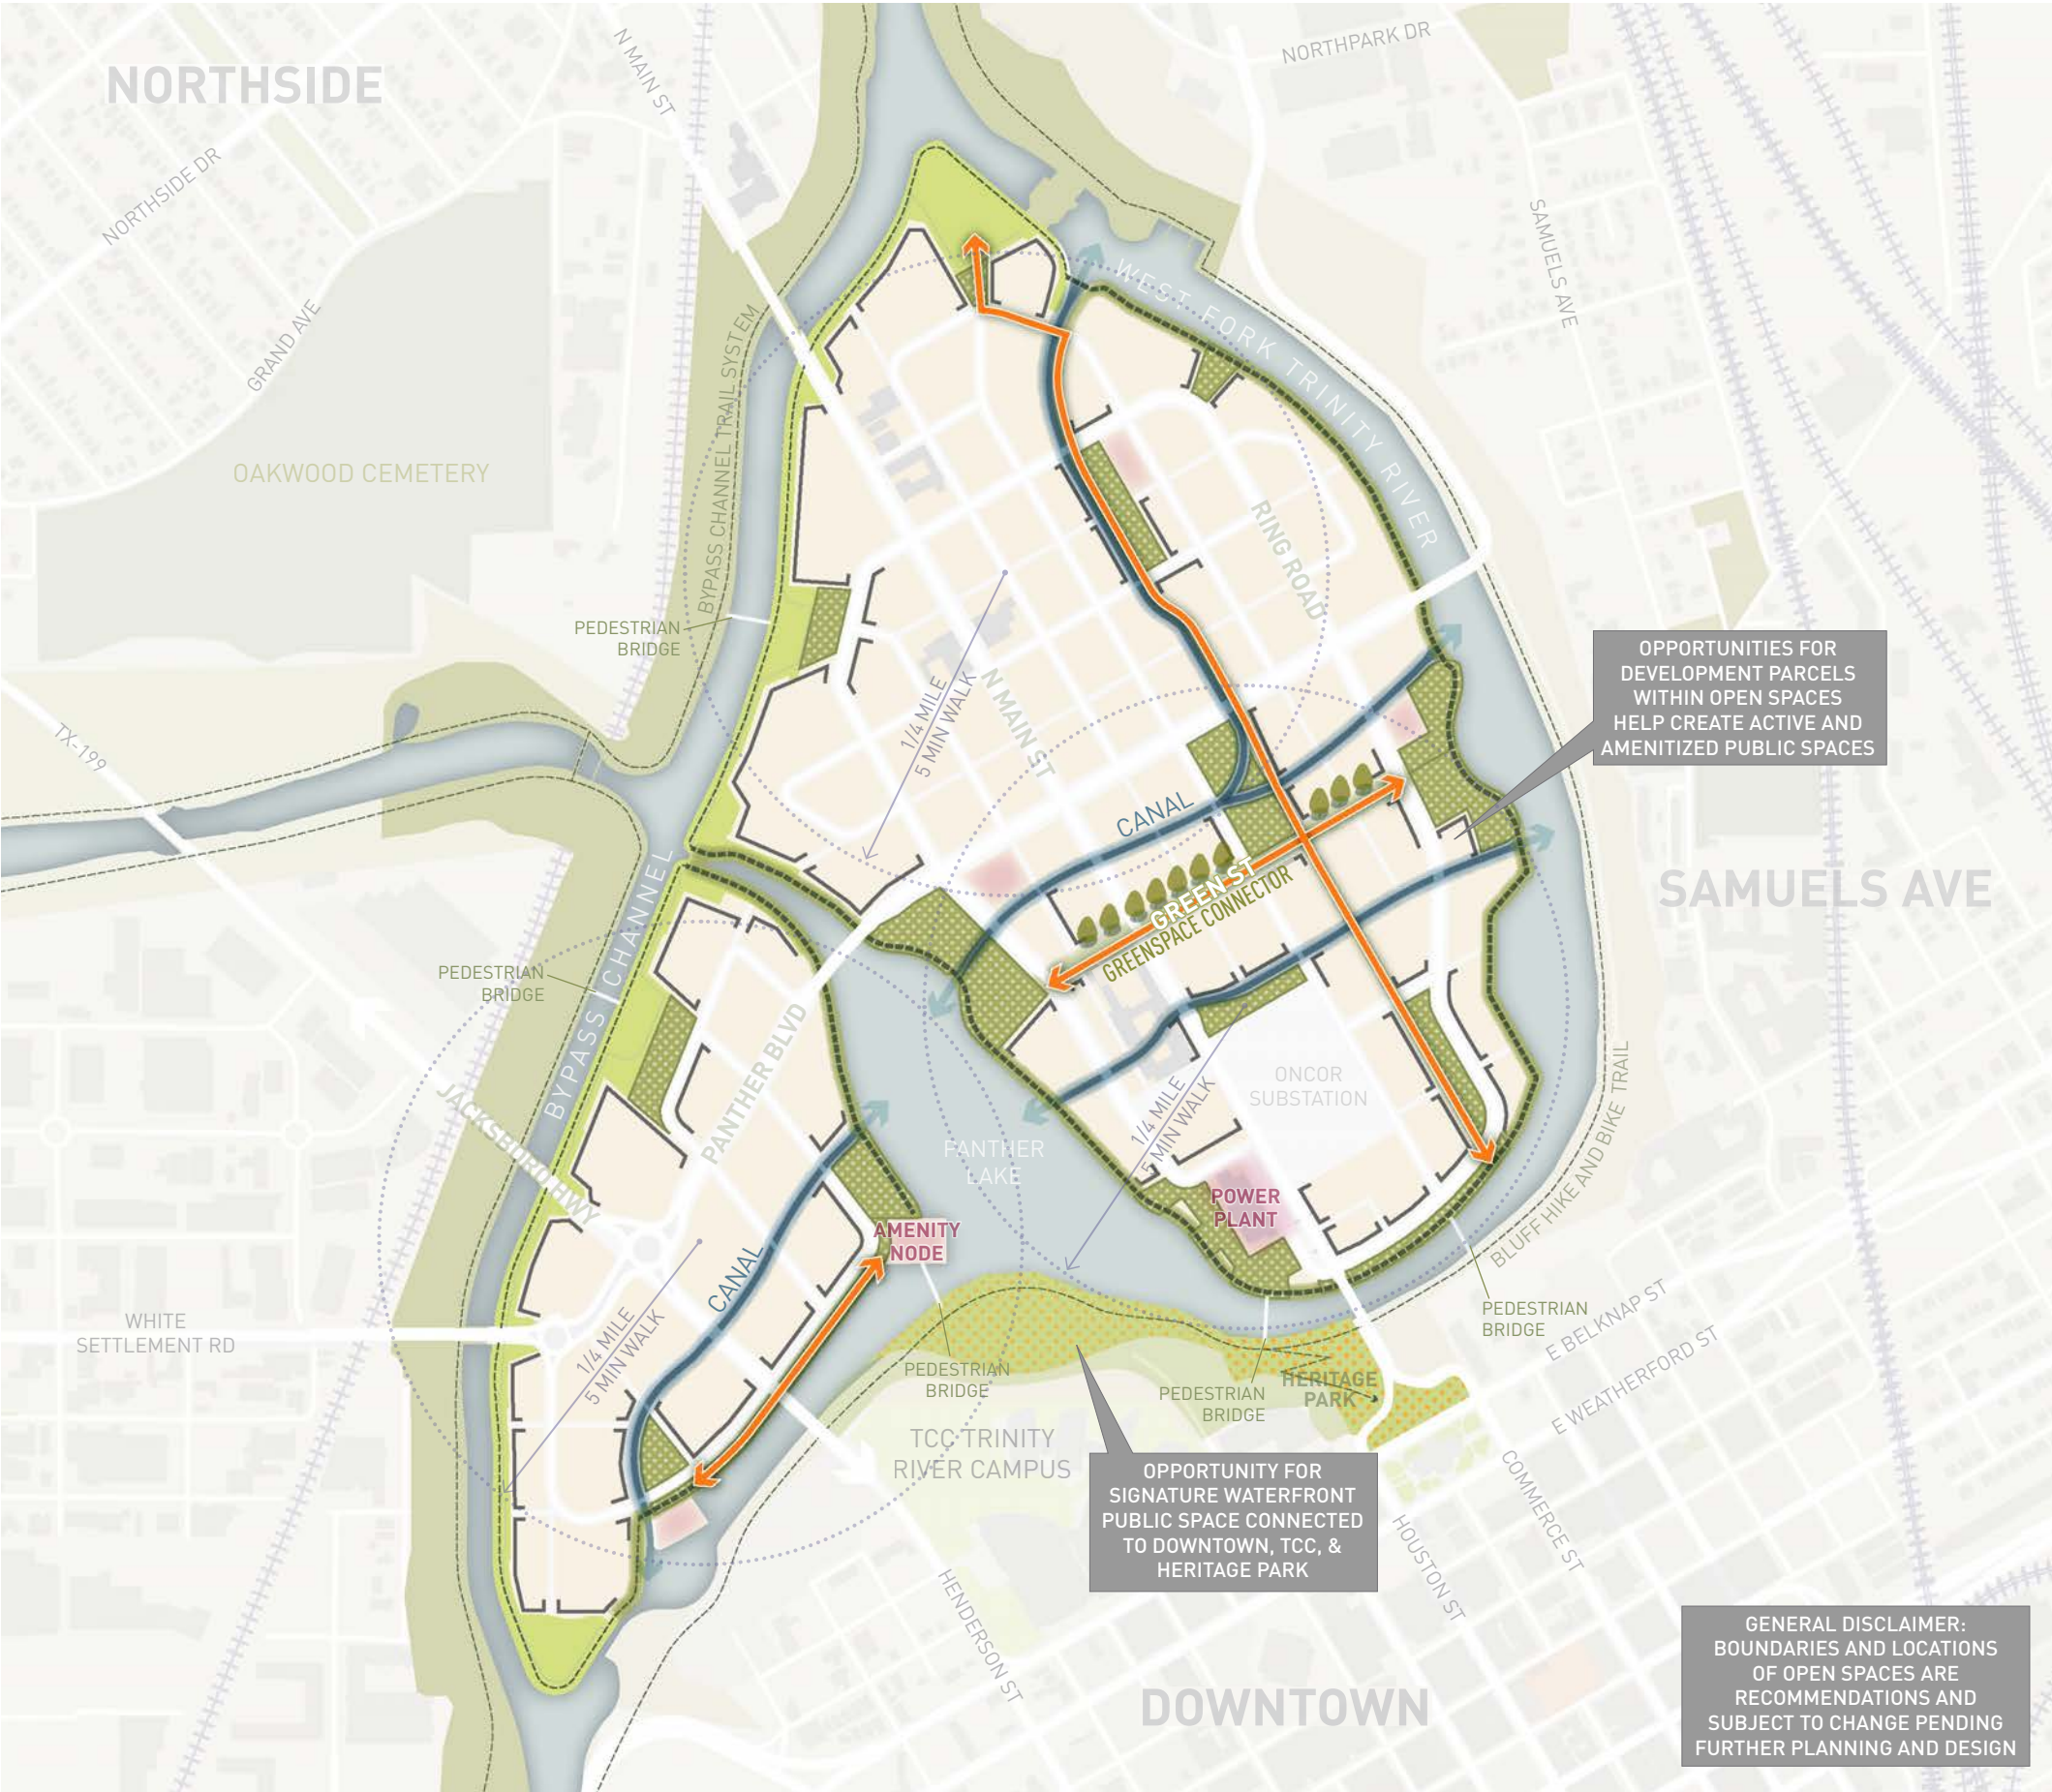 NORTHSIDE
N MAIN ST
NORTHPARK DR
NORTHSIDE DR
SAMUELS AVE
GRAND AVE
WEST FORK TRINITY RIVER
BYPASS CHANNEL TRAIL SYSTEM
OAKWOOD CEMETERY
RING ROAD
PEDESTRIAN
BRIDGE
OPPORTUNITIES FOR
DEVELOPMENT PARCELS
WITHIN OPEN SPACES
HELP CREATE ACTIVE AND
AMENITIZED PUBLIC SPACES
1/4 MILE
5 MIN WALK
N MAIN ST
TX-199
CANAL
GREEN ST
GREENSPACE CONNECTOR
SAMUELS AVE
PEDESTRIAN
BRIDGE
BYPASS CHANNEL
PANTHER BLVD
JACKSBORO HWY
ONCOR
SUBSTATION
1/4 MILE
5 MIN WALK
PANTHER
LAKE
BLUFF HIKE AND BIKE TRAIL
POWER
PLANT
AMENITY
NODE
CANAL
WHITE
SETTLEMENT RD
1/4 MILE
5 MIN WALK
PEDESTRIAN
BRIDGE
E BELKNAP ST
E WEATHERFORD ST
PEDESTRIAN
BRIDGE
PEDESTRIAN
BRIDGE
HERITAGE
PARK
TCC TRINITY
RIVER CAMPUS
OPPORTUNITY FOR
SIGNATURE WATERFRONT
PUBLIC SPACE CONNECTED
TO DOWNTOWN, TCC, &
HERITAGE PARK
COMMERCE ST
HOUSTON ST
HENDERSON ST
DOWNTOWN
GENERAL DISCLAIMER:
BOUNDARIES AND LOCATIONS
OF OPEN SPACES ARE
RECOMMENDATIONS AND
SUBJECT TO CHANGE PENDING
FURTHER PLANNING AND DESIGN